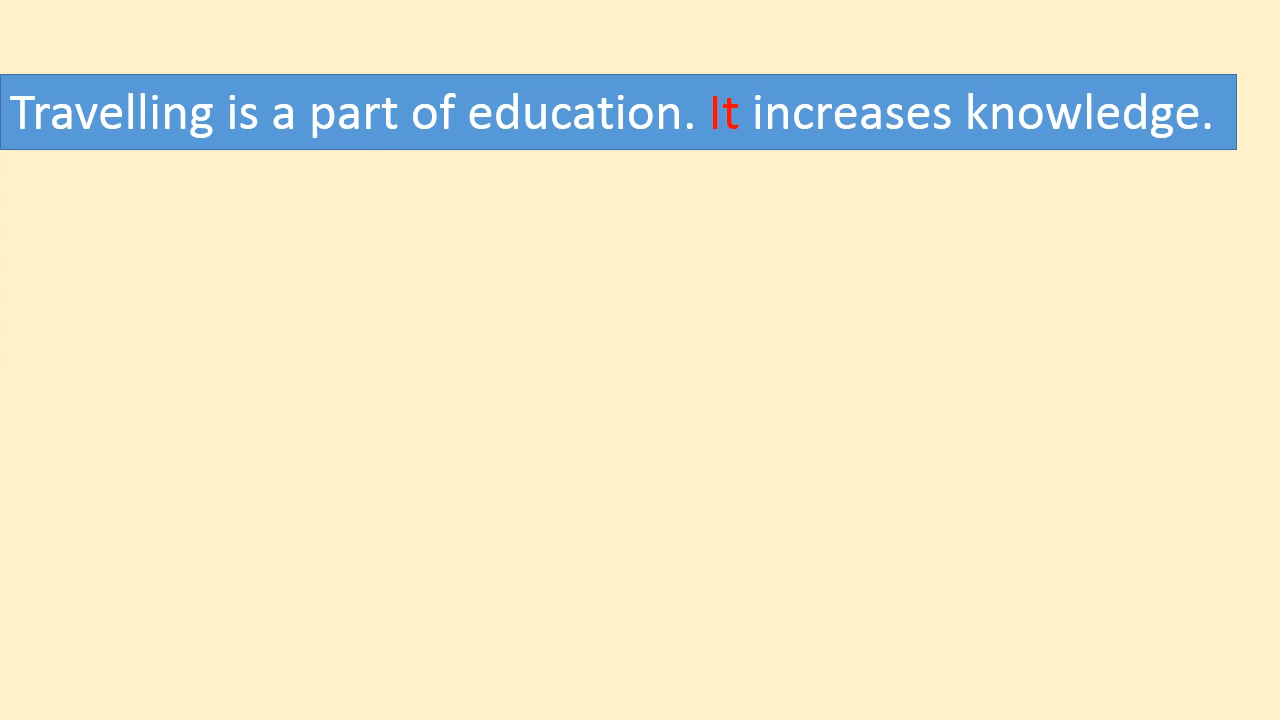 Travelling is a part of education. It increases knowledge.